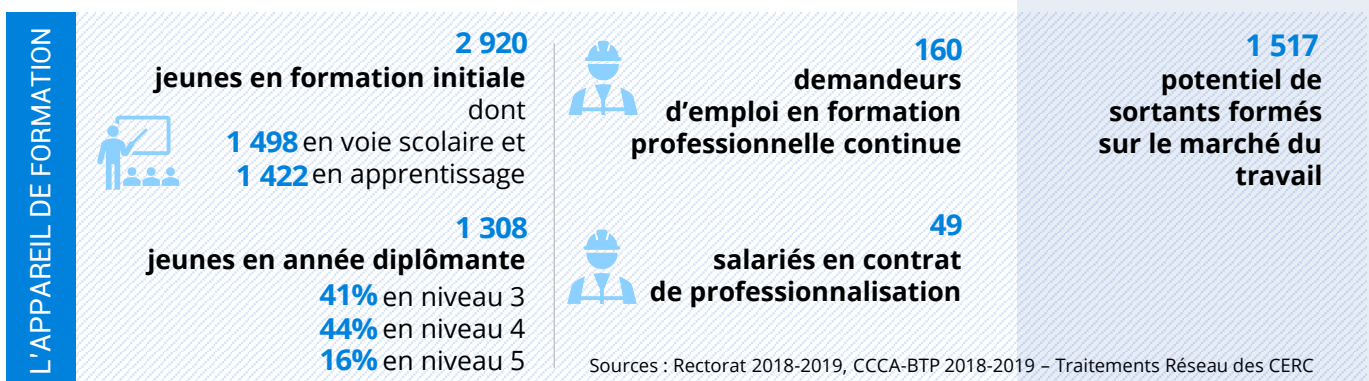 L'APPAREIL DE FORMATION
2 920
jeunes en formation initiale
dont
1 498 en voie scolaire et
1 422 en apprentissage
1 308
jeunes en année diplômante
41% en niveau 3
44% en niveau 4
16% en niveau 5
160
demandeurs
d’emploi en formation
professionnelle continue
49
salariés en contrat
de professionnalisation
1 517
potentiel de
sortants formés
sur le marché du
travail
Sources : Rectorat 2018-2019, CCCA-BTP 2018-2019 – Traitements Réseau des CERC